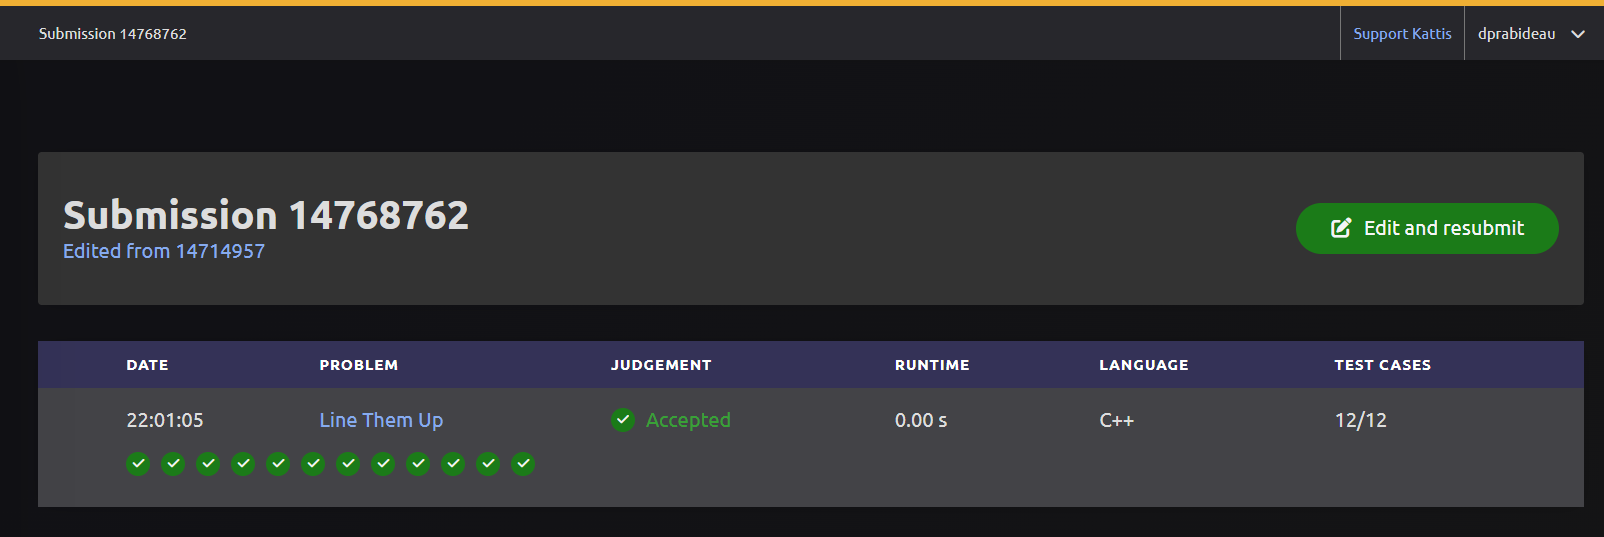 Submission 14768762
Support Kattis
dprabideau
Submission 14768762
Edited from 14714957
Edit and resubmit
DATE PROBLEM JUDGEMENT RUNTIME LANGUAGE TEST CASES
22:01:05 Line Them Up Accepted 0.00 s C++ 12/12